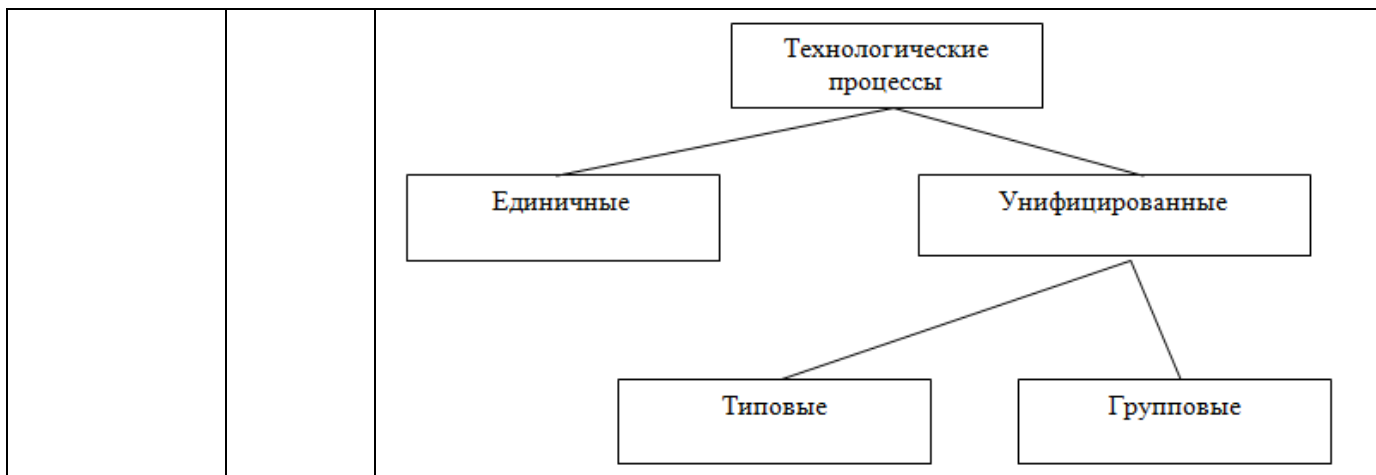 Технологические
процессы
Единичные
Унифицированные
Типовые
Групповые